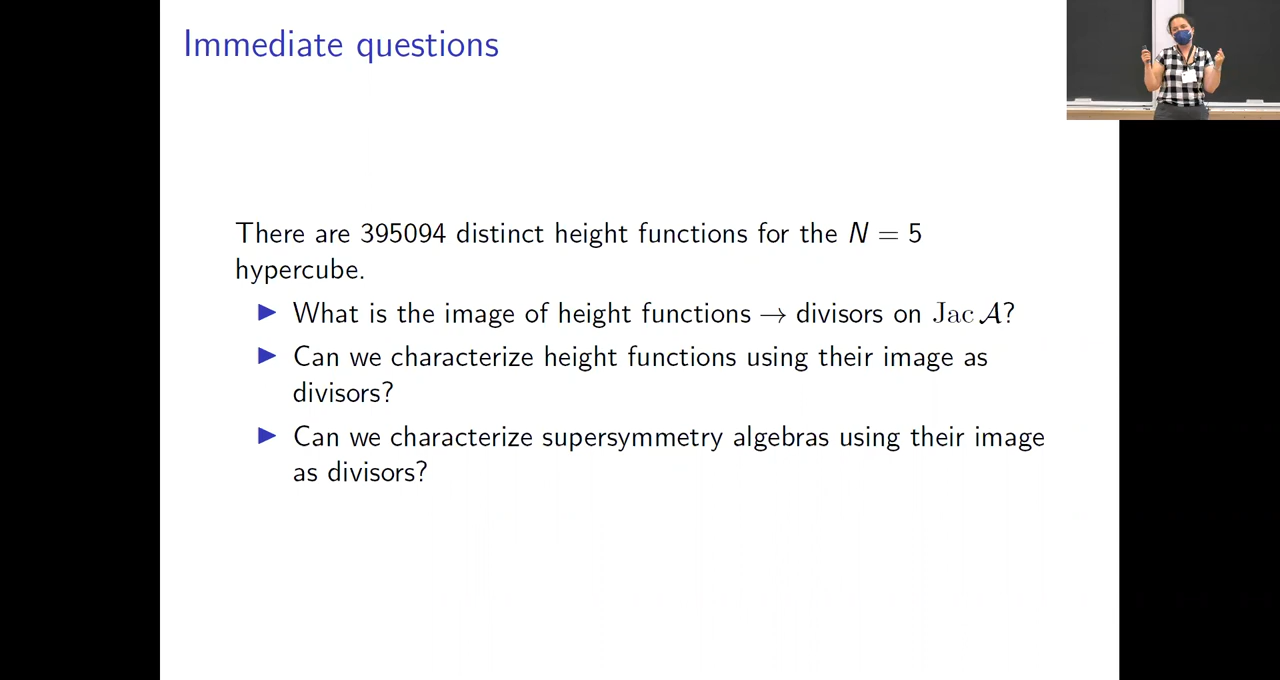 Immediate questions
There are 395094 distinct height functions for the N = 5
hypercube.
▶ What is the image of height functions → divisors on Jac 𝒜?
▶ Can we characterize height functions using their image as
divisors?
▶ Can we characterize supersymmetry algebras using their image
as divisors?